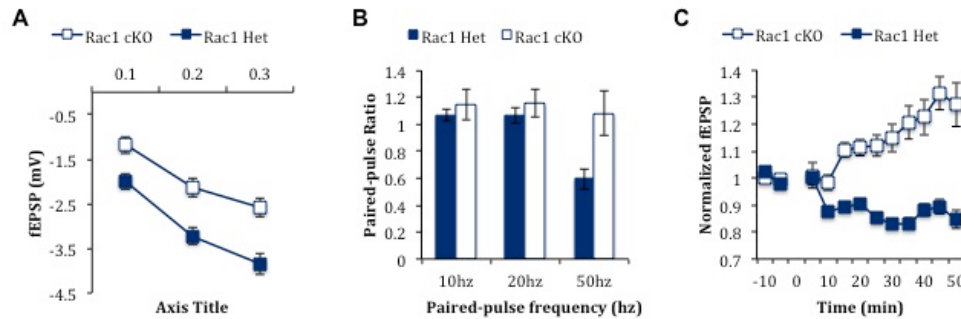 A
Rac1 cKO Rac1 Het
0.1 0.2 0.3
-0.5
-1.5
-2.5
-3.5
-4.5
fEPSP (mV)
Axis Title
B
Rac1 Het Rac1 cKO
1.4
1.2
1
0.8
0.6
0.4
0.2
0
Paired-pulse Ratio
10hz 20hz 50hz
Paired-pulse frequency (hz)
C
Rac1 cKO Rac1 Het
1.4
1.3
1.2
1.1
1
0.9
0.8
0.7
Normalized fEPSP
-10 0 10 20 30 40 50
Time (min)